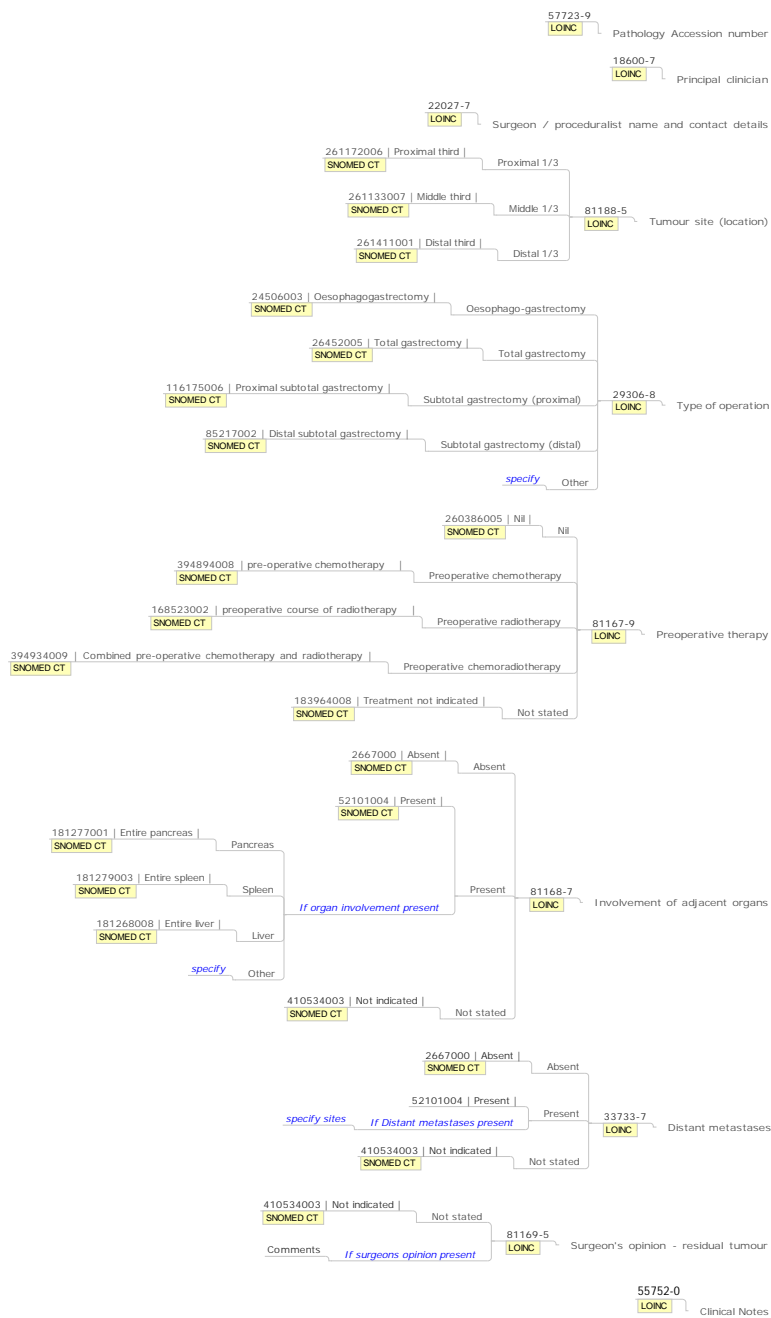 57723-9
LOINC
Pathology Accession number
18600-7
LOINC
Principal clinician
22027-7
LOINC
Surgeon / proceduralist name and contact details
261172006 | Proximal third |
SNOMED CT
Proximal 1/3
261133007 | Middle third |
SNOMED CT
Middle 1/3
261411001 | Distal third |
SNOMED CT
Distal 1/3
81188-5
LOINC
Tumour site (location)
24506003 | Oesophagogastrectomy |
SNOMED CT
Oesophago-gastrectomy
26452005 | Total gastrectomy |
SNOMED CT
Total gastrectomy
116175006 | Proximal subtotal gastrectomy |
SNOMED CT
Subtotal gastrectomy (proximal)
85217002 | Distal subtotal gastrectomy |
SNOMED CT
Subtotal gastrectomy (distal)
specify
Other
29306-8
LOINC
Type of operation
260386005 | Nil |
SNOMED CT
Nil
394894008 | pre-operative chemotherapy |
SNOMED CT
Preoperative chemotherapy
168523002 | preoperative course of radiotherapy |
SNOMED CT
Preoperative radiotherapy
394934009 | Combined pre-operative chemotherapy and radiotherapy |
SNOMED CT
Preoperative chemoradiotherapy
183964008 | Treatment not indicated |
Not stated
SNOMED CT
81167-9
LOINC
Preoperative therapy
2667000 | Absent |
SNOMED CT
Absent
52101004 | Present |
SNOMED CT
181277001 | Entire pancreas |
SNOMED CT
Pancreas
181279003 | Entire spleen |
SNOMED CT
Spleen
181268008 | Entire liver |
SNOMED CT
Liver
specify
Other
If organ involvement present
Present
410534003 | Not indicated |
SNOMED CT
Not stated
81168-7
LOINC
Involvement of adjacent organs
2667000 | Absent |
SNOMED CT
Absent
52101004 | Present |
specify sites
If Distant metastases present
Present
410534003 | Not indicated |
SNOMED CT
Not stated
33733-7
LOINC
Distant metastases
410534003 | Not indicated |
SNOMED CT
Not stated
Comments
If surgeons opinion present
81169-5
LOINC
Surgeon's opinion - residual tumour
55752-0
LOINC
Clinical Notes